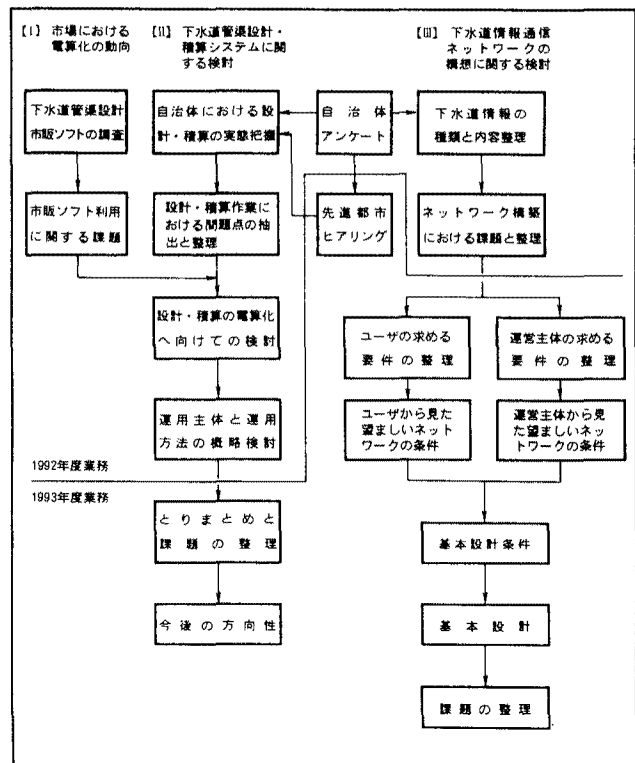 [I] 市場における
電算化の動向
[II] 下水道管渠設計・
積算システムに関
する検討
[III] 下水道情報通信
ネットワークの
構想に関する検討
下水道管渠設計
市販ソフトの調査
自治体における設
計・積算の実態把握
自治体
アンケート
下水道情報の
種類と内容整理
市販ソフト利用
に関する課題
設計・積算作業に
おける問題点の抽
出と整理
先進都市
ヒアリング
ネットワーク構築
における課題と整理
設計・積算の電算化
へ向けての検討
ユーザの求める
要件の整理
運営主体の求める
要件の整理
運用主体と運用
方法の概略検討
ユーザから見た
望ましいネット
ワークの条件
運営主体から見
た望ましいネッ
トワークの条件
1992年度業務
1993年度業務
とりまとめと
課題の整理
基本設計条件
今後の方向性
基本設計
課題の整理